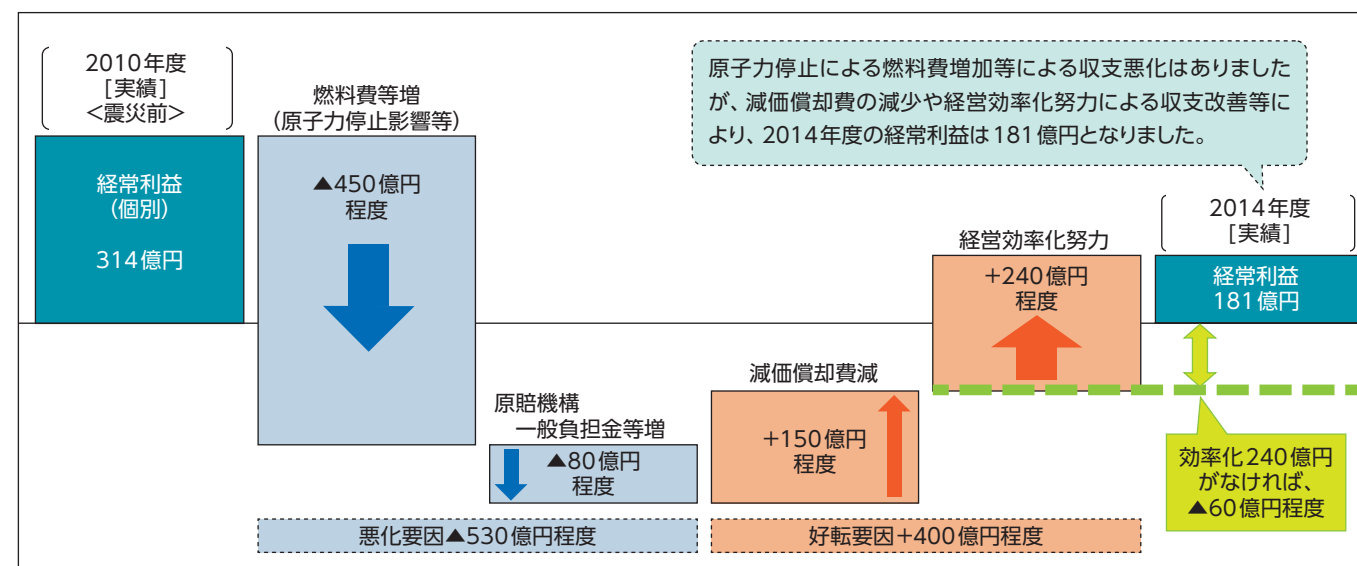 2010年度
[実績]
<震災前>
経常利益
(個別)
314億円
燃料費等増
(原子力停止影響等)
▲450億円
程度
原賠機構
一般負担金等増
▲80億円
程度
悪化要因▲530億円程度
減価償却費減
+150億円
程度
経営効率化努力
+240億円
程度
好転要因+400億円程度
原子力停止による燃料費増加等による収支悪化はありました
が、減価償却費の減少や経営効率化努力による収支改善等に
より、2014年度の経常利益は181億円となりました。
2014年度
[実績]
経常利益
181億円
効率化240億円
がなければ、
▲60億円程度